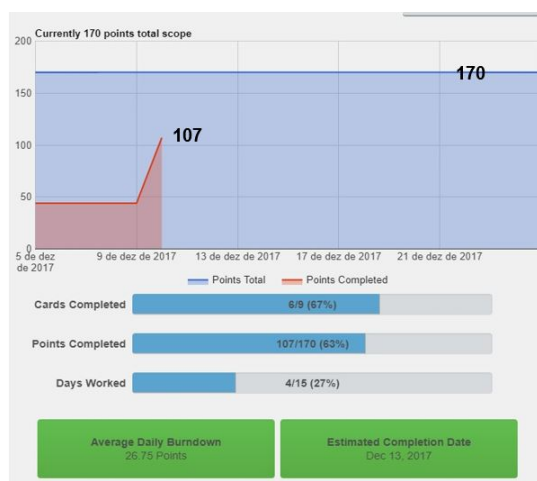 Currently 170 points total scope
200
170
150
107
100
50
0
5 de dez de 2017
9 de dez de 2017
13 de dez de 2017
17 de dez de 2017
21 de dez de 2017
Points Total
Points Completed
Cards Completed
6/9 (67%)
Points Completed
107/170 (63%)
Days Worked
4/15 (27%)
Average Daily Burndown
26.75 Points
Estimated Completion Date
Dec 13, 2017